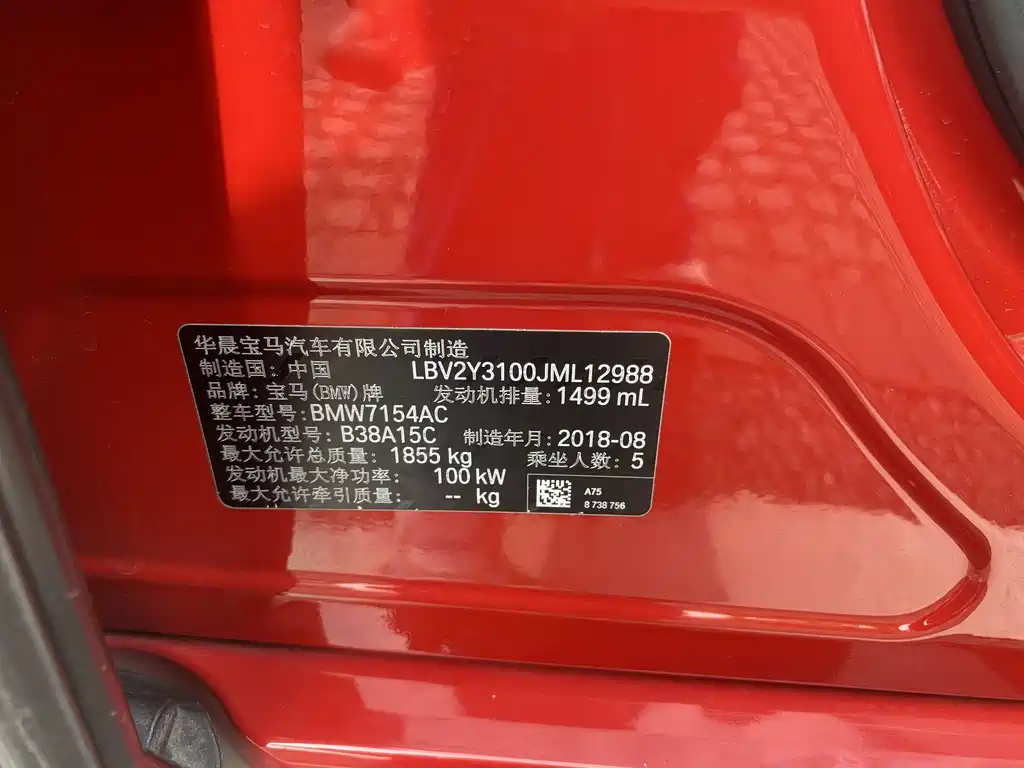 华晨宝马汽车有限公司制造
制造国: 中国 LBV2Y3100JML12988
品牌: 宝马(BMW)牌 发动机排量: 1499 mL
整车型号: BMW7154AC
发动机型号: B38A15C 制造年月: 2018-08
最大允许总质量: 1855 kg 乘坐人数: 5
发动机最大净功率: 100 kW
最大允许牵引质量: -- kg
A75
8 738 756